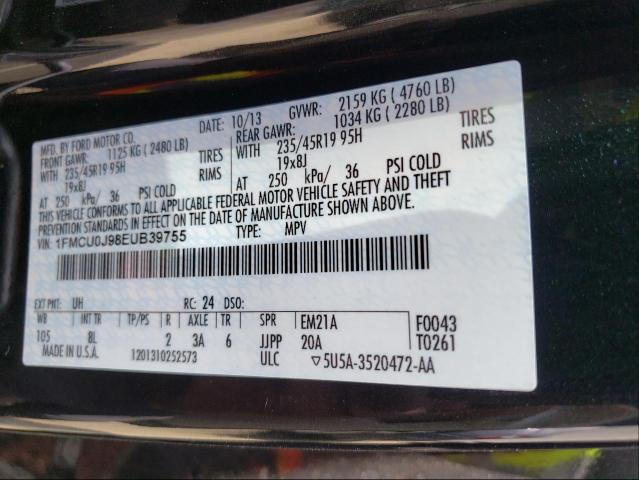 MFD. BY FORD MOTOR CO. DATE: 10/13 GVWR: 2159 KG ( 4760 LB)
FRONT GAWR: 1125 KG ( 2480 LB) REAR GAWR: 1034 KG ( 2280 LB)
WITH 235/45R19 95H TIRES WITH 235/45R19 95H TIRES
19x8J RIMS 19x8J RIMS
AT 250 kPa/ 36 PSI COLD AT 250 kPa/ 36 PSI COLD
THIS VEHICLE CONFORMS TO ALL APPLICABLE FEDERAL MOTOR VEHICLE SAFETY AND THEFT
PREVENTION STANDARDS IN EFFECT ON THE DATE OF MANUFACTURE SHOWN ABOVE.
VIN: 1FMCU0J98EUB39755 TYPE: MPV
EXT PNT: UH RC: 24 DSO:
WB INT TR TP/PS R AXLE TR SPR EM21A F0043
105 8L 2 3A 6 JJPP 20A T0261
MADE IN U.S.A. 1201310252573 ULC ▽5U5A-3520472-AA